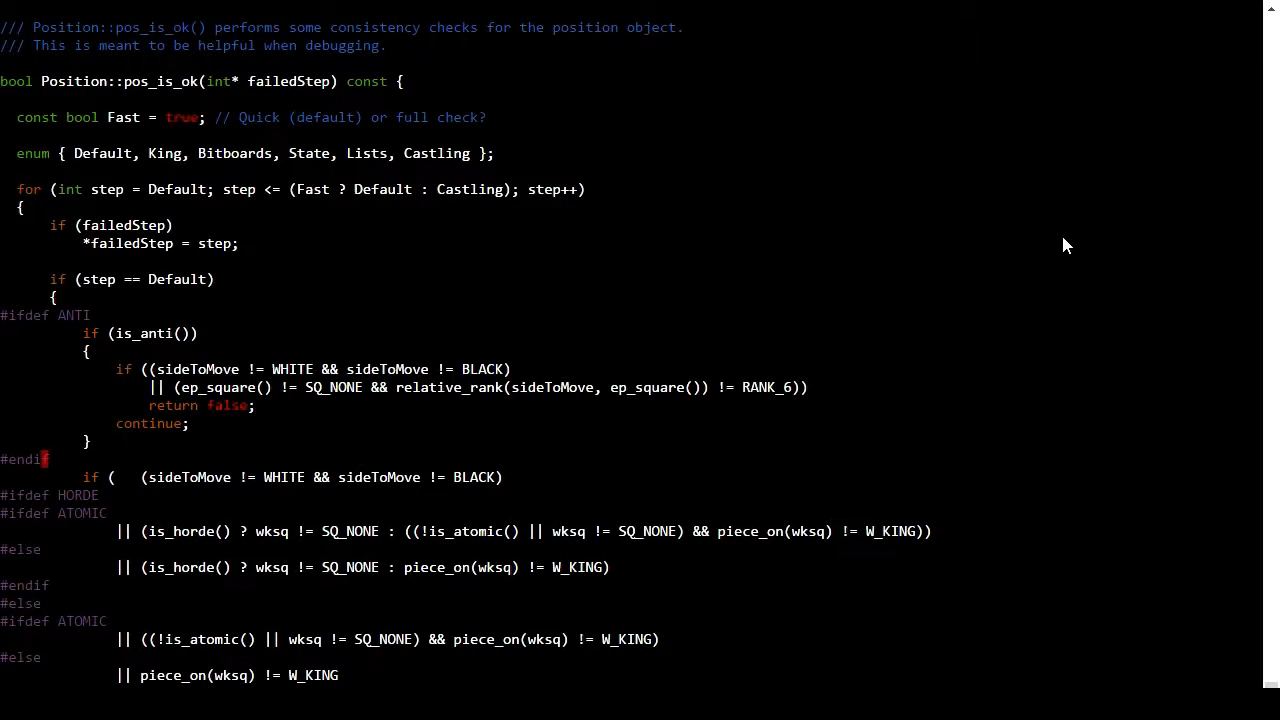 /// Position::pos_is_ok() performs some consistency checks for the position object.
/// This is meant to be helpful when debugging.
bool Position::pos_is_ok(int* failedStep) const {
const bool Fast = true; // Quick (default) or full check?
enum { Default, King, Bitboards, State, Lists, Castling };
for (int step = Default; step <= (Fast ? Default : Castling); step++)
{
if (failedStep)
*failedStep = step;
if (step == Default)
{
#ifdef ANTI
if (is_anti())
{
if ((sideToMove != WHITE && sideToMove != BLACK)
|| (ep_square() != SQ_NONE && relative_rank(sideToMove, ep_square()) != RANK_6))
return false;
continue;
}
#endif
if (   (sideToMove != WHITE && sideToMove != BLACK)
#ifdef HORDE
#ifdef ATOMIC
|| (is_horde() ? wksq != SQ_NONE : ((!is_atomic() || wksq != SQ_NONE) && piece_on(wksq) != W_KING))
#else
|| (is_horde() ? wksq != SQ_NONE : piece_on(wksq) != W_KING)
#endif
#else
#ifdef ATOMIC
|| ((!is_atomic() || wksq != SQ_NONE) && piece_on(wksq) != W_KING)
#else
|| piece_on(wksq) != W_KING